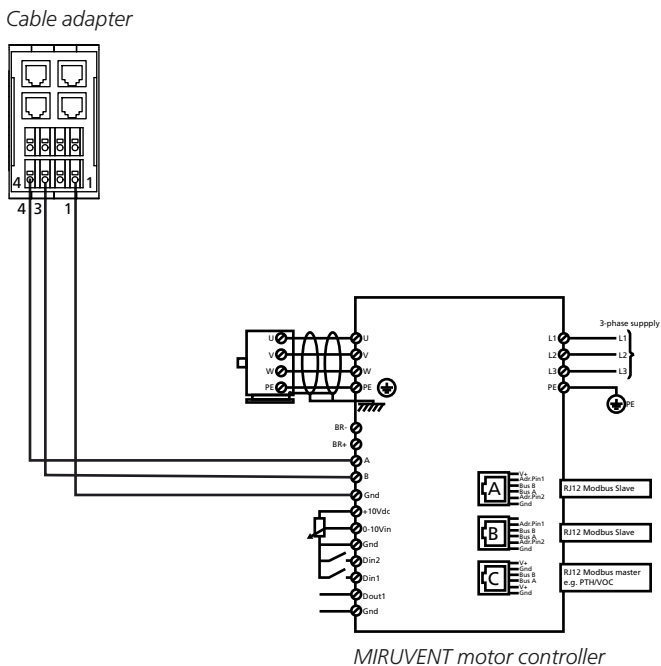 Cable adapter
4 1
4 3 1
3-phase suppply
U U L1 L1
V V L2 L2
W W L3 L3
PE PE PE
PE
BR-
BR+
A
B
Gnd
+10Vdc
0-10Vin
Gnd
Din2
Din1
Dout1
Gnd
A
V+
Adr.Pin1
Bus B
Bus A
Adr.Pin2
Gnd
RJ12 Modbus Slave
B
Adr.Pin1
Bus B
Bus A
Adr.Pin2
Gnd
RJ12 Modbus Slave
C
V+
Gnd
Bus B
Bus A
V+
Gnd
RJ12 Modbus master
e.g. PTH/VOC
MIRUVENT motor controller